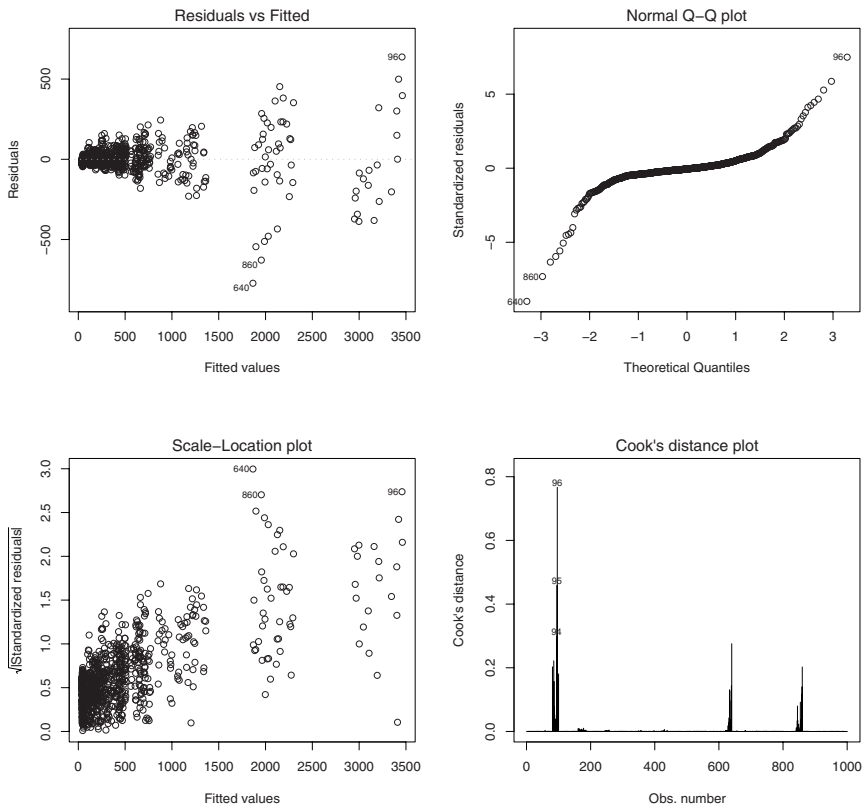 Residuals vs Fitted
Residuals
500
0
−500
96
860
640
0 500 1000 1500 2000 2500 3000 3500
Fitted values
Normal Q−Q plot
Standardized residuals
5
0
−5
96
860
640
−3 −2 −1 0 1 2 3
Theoretical Quantiles
Scale−Location plot
√|Standardized residuals|
3.0
2.5
2.0
1.5
1.0
0.5
0.0
640
860
96
0 500 1000 1500 2000 2500 3000 3500
Fitted values
Cook's distance plot
Cook's distance
0.8
0.6
0.4
0.2
0.0
96
95
94
0 200 400 600 800 1000
Obs. number